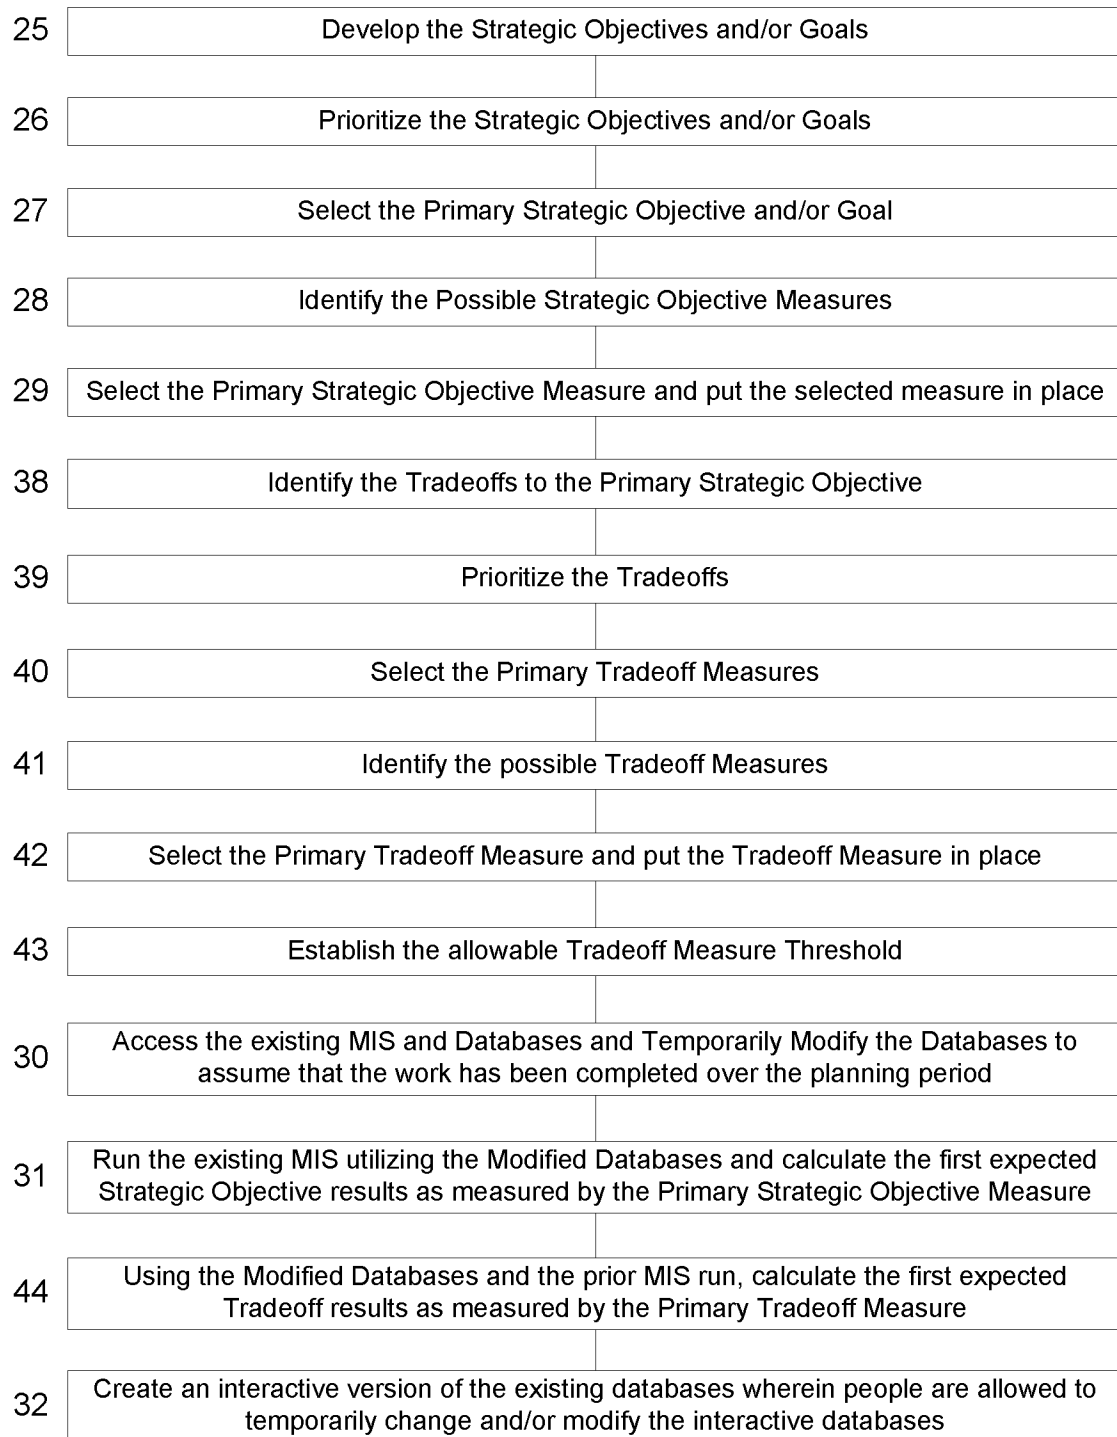 25 Develop the Strategic Objectives and/or Goals
26 Prioritize the Strategic Objectives and/or Goals
27 Select the Primary Strategic Objective and/or Goal
28 Identify the Possible Strategic Objective Measures
29 Select the Primary Strategic Objective Measure and put the selected measure in place
38 Identify the Tradeoffs to the Primary Strategic Objective
39 Prioritize the Tradeoffs
40 Select the Primary Tradeoff Measures
41 Identify the possible Tradeoff Measures
42 Select the Primary Tradeoff Measure and put the Tradeoff Measure in place
43 Establish the allowable Tradeoff Measure Threshold
30 Access the existing MIS and Databases and Temporarily Modify the Databases to
assume that the work has been completed over the planning period
31 Run the existing MIS utilizing the Modified Databases and calculate the first expected
Strategic Objective results as measured by the Primary Strategic Objective Measure
44 Using the Modified Databases and the prior MIS run, calculate the first expected
Tradeoff results as measured by the Primary Tradeoff Measure
32 Create an interactive version of the existing databases wherein people are allowed to
temporarily change and/or modify the interactive databases